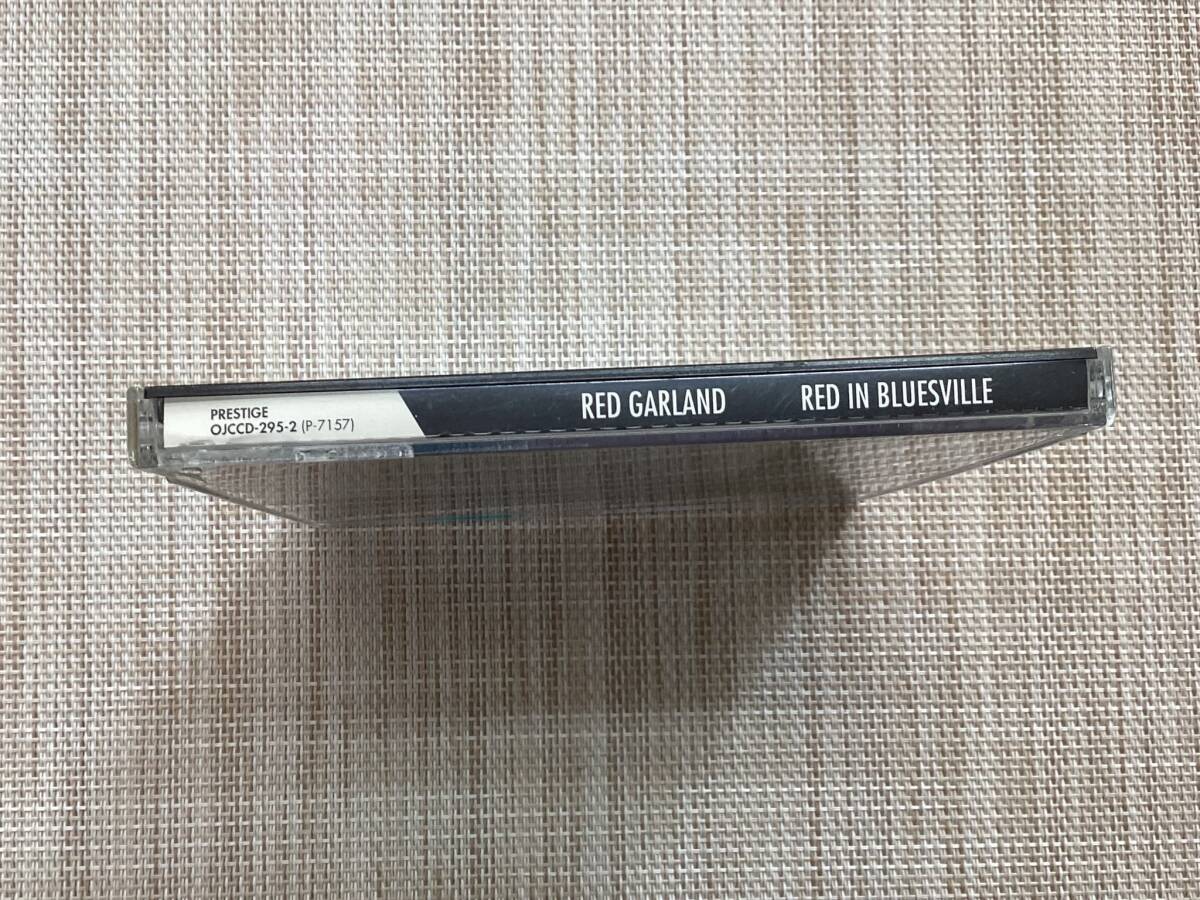 PRESTIGE
OJCCD-295-2 (P-7157)
RED GARLAND RED IN BLUESVILLE